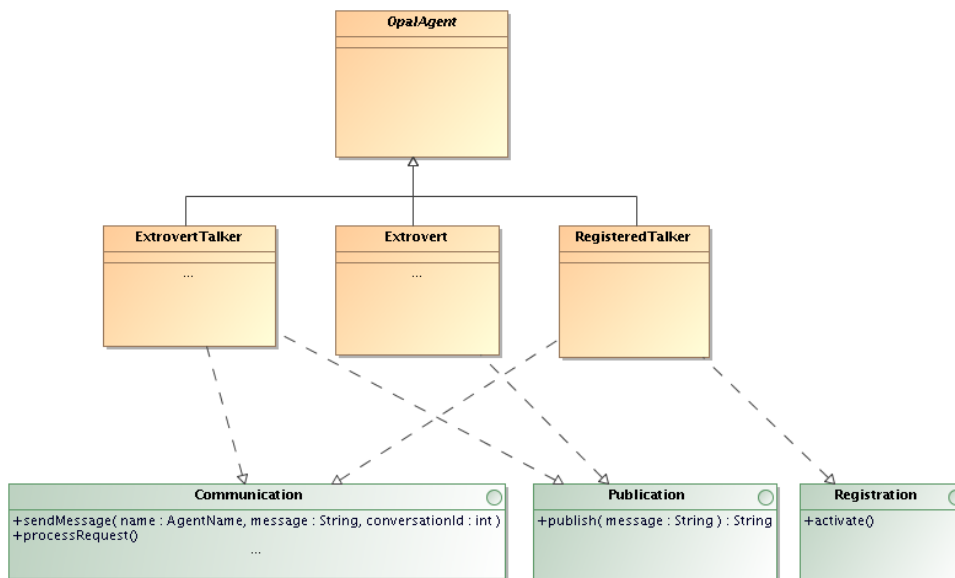 OpalAgent
ExtrovertTalker
...
Extrovert
...
RegisteredTalker
Communication
+sendMessage( name : AgentName, message : String, conversationId : int )
+processRequest()
...
Publication
+publish( message : String ) : String
Registration
+activate()